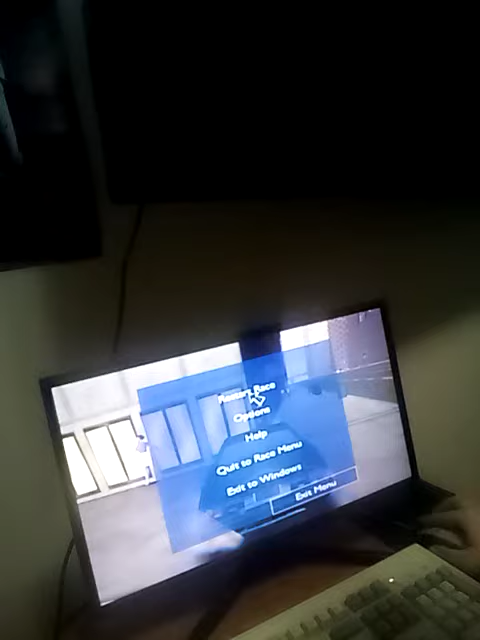 Restart Race
Options
Help
Quit to Race Menu
Exit to Windows
Exit Menu